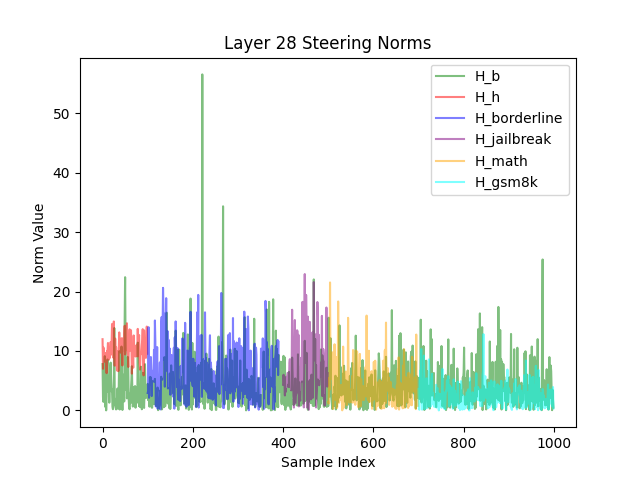 Layer 28 Steering Norms
H_b
H_h
H_borderline
H_jailbreak
H_math
H_gsm8k
Norm Value
50
40
30
20
10
0
0
200
400
600
800
1000
Sample Index